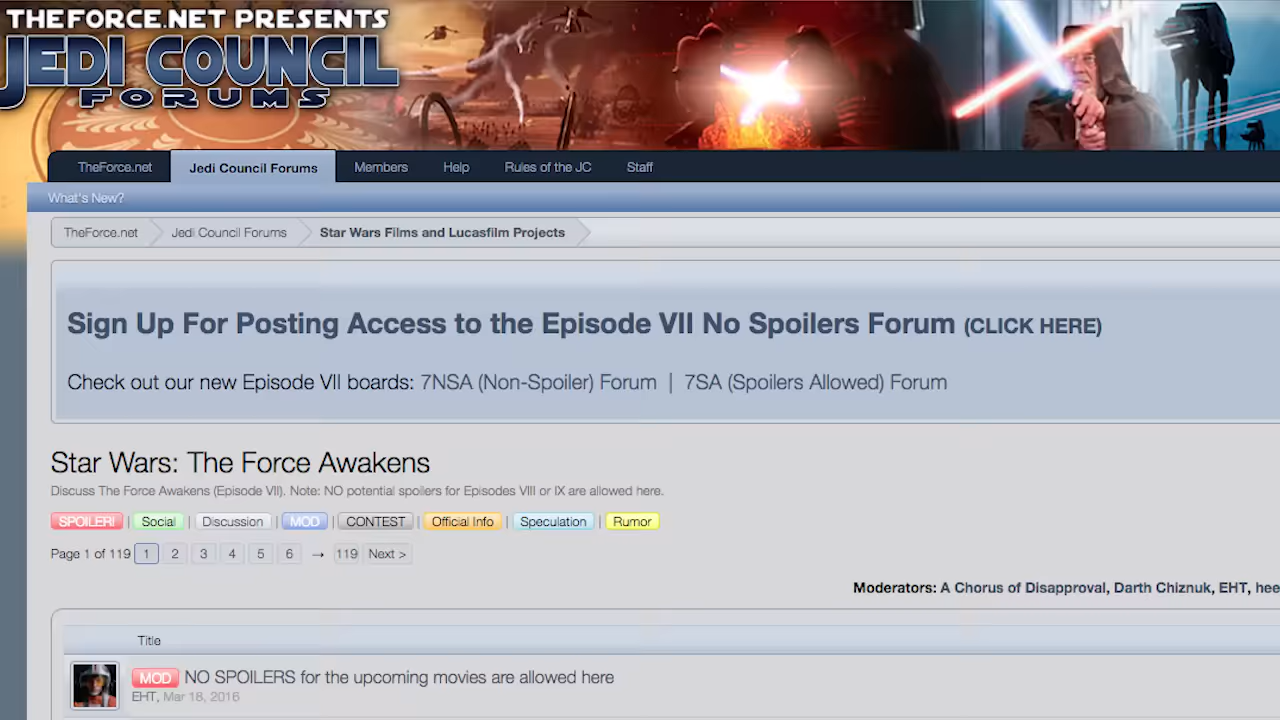 THEFORCE.NET PRESENTS
JEDI COUNCIL
FORUMS
TheForce.net Jedi Council Forums Members Help Rules of the JC Staff
What's New?
TheForce.net Jedi Council Forums Star Wars Films and Lucasfilm Projects
Sign Up For Posting Access to the Episode VII No Spoilers Forum (CLICK HERE)
Check out our new Episode VII boards: 7NSA (Non-Spoiler) Forum | 7SA (Spoilers Allowed) Forum
Star Wars: The Force Awakens
Discuss The Force Awakens (Episode VII). Note: NO potential spoilers for Episodes VIII or IX are allowed here.
SPOILER! | Social | Discussion | MOD | CONTEST | Official Info | Speculation | Rumor
Page 1 of 119 1 2 3 4 5 6 → 119 Next >
Moderators: A Chorus of Disapproval, Darth Chiznuk, EHT, hee
Title
MOD NO SPOILERS for the upcoming movies are allowed here
EHT, Mar 18, 2016